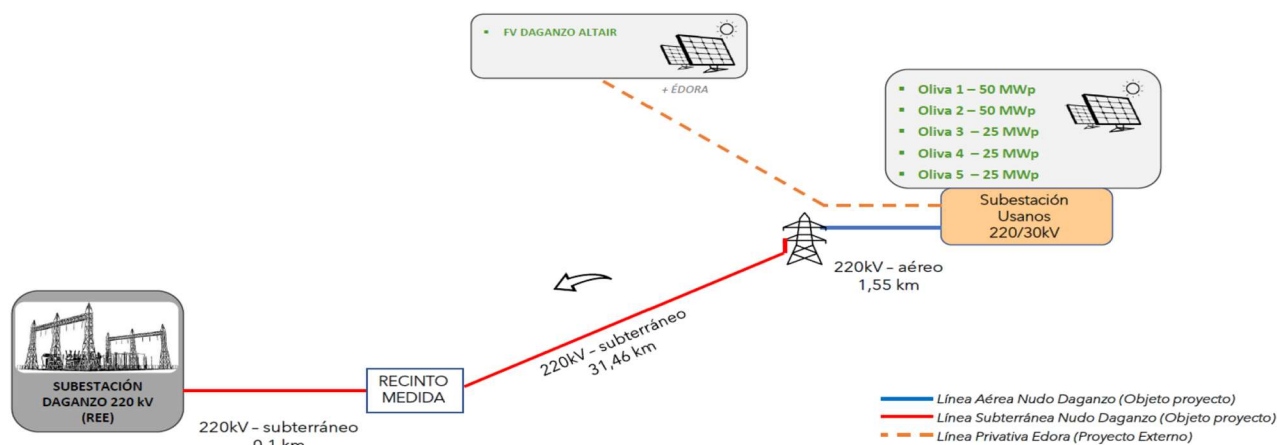 FV DAGANZO ALTAIR
+ ÉDORA
Oliva 1 – 50 MWp
Oliva 2 – 50 MWp
Oliva 3 – 25 MWp
Oliva 4 – 25 MWp
Oliva 5 – 25 MWp
Subestación
Usanos
220/30kV
220kV – aéreo
1,55 km
220kV – subterráneo
31,46 km
RECINTO
MEDIDA
SUBESTACIÓN
DAGANZO 220 kV
(REE)
220kV – subterráneo
0,1 km
Línea Aérea Nudo Daganzo (Objeto proyecto)
Línea Subterránea Nudo Daganzo (Objeto proyecto)
Línea Privativa Edora (Proyecto Externo)